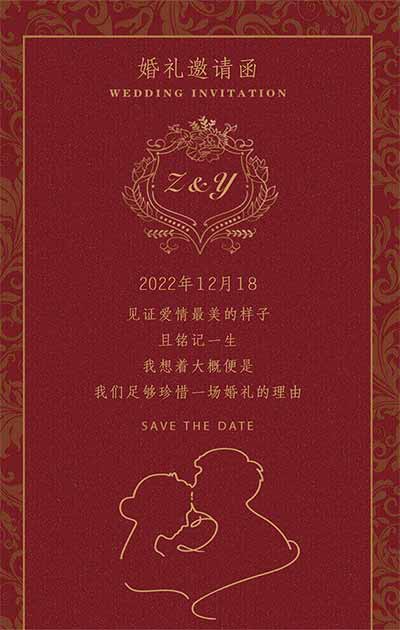 婚礼邀请函
WEDDING INVITATION
Z & Y
2022年12月18
见证爱情最美的样子
且铭记一生
我想着大概便是
我们足够珍惜一场婚礼的理由
SAVE THE DATE